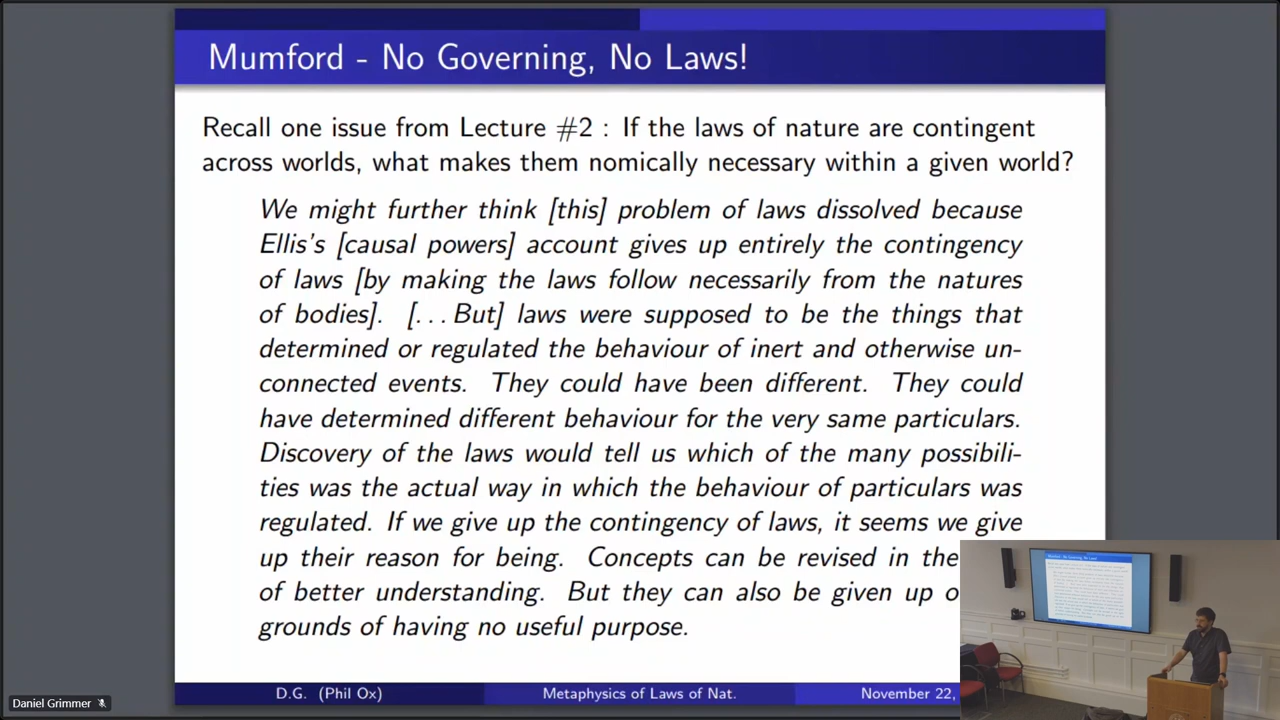 Mumford - No Governing, No Laws!
Recall one issue from Lecture #2 : If the laws of nature are contingent
across worlds, what makes them nomically necessary within a given world?
We might further think [this] problem of laws dissolved because
Ellis's [causal powers] account gives up entirely the contingency
of laws [by making the laws follow necessarily from the natures
of bodies]. [...But] laws were supposed to be the things that
determined or regulated the behaviour of inert and otherwise un-
connected events. They could have been different. They could
have determined different behaviour for the very same particulars.
Discovery of the laws would tell us which of the many possibili-
ties was the actual way in which the behaviour of particulars was
regulated. If we give up the contingency of laws, it seems we give
up their reason for being. Concepts can be revised in the
of better understanding. But they can also be given up
grounds of having no useful purpose.
D.G. (Phil Ox) Metaphysics of Laws of Nat. November 22,
Daniel Grimmer